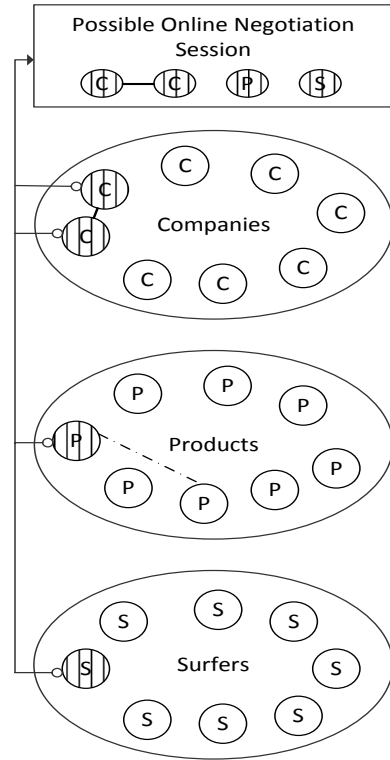 Possible Online Negotiation
Session
C C P S
C C C
C C
Companies
C C C
P P P
P
Products
P P P P
S S S
S Surfers S
S S S